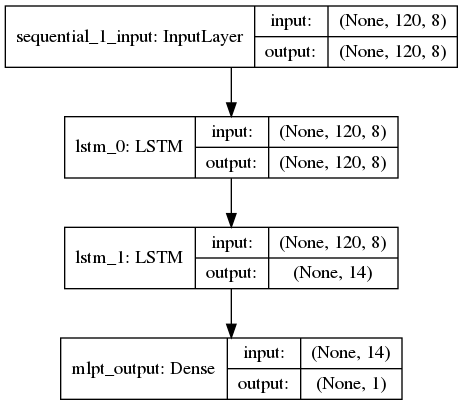 sequential_1_input: InputLayer
input: (None, 120, 8)
output: (None, 120, 8)
lstm_0: LSTM
input: (None, 120, 8)
output: (None, 120, 8)
lstm_1: LSTM
input: (None, 120, 8)
output: (None, 14)
mlpt_output: Dense
input: (None, 14)
output: (None, 1)